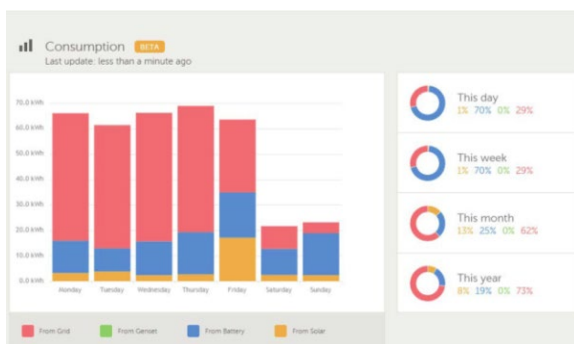 Consumption BETA
Last update: less than a minute ago
70.0 kWh
60.0 kWh
50.0 kWh
40.0 kWh
30.0 kWh
20.0 kWh
10.0 kWh
0.0 kWh
Monday Tuesday Wednesday Thursday Friday Saturday Sunday
From Grid From Genset From Battery From Solar
This day
1% 70% 0% 29%
This week
1% 70% 0% 29%
This month
13% 25% 0% 62%
This year
8% 19% 0% 73%